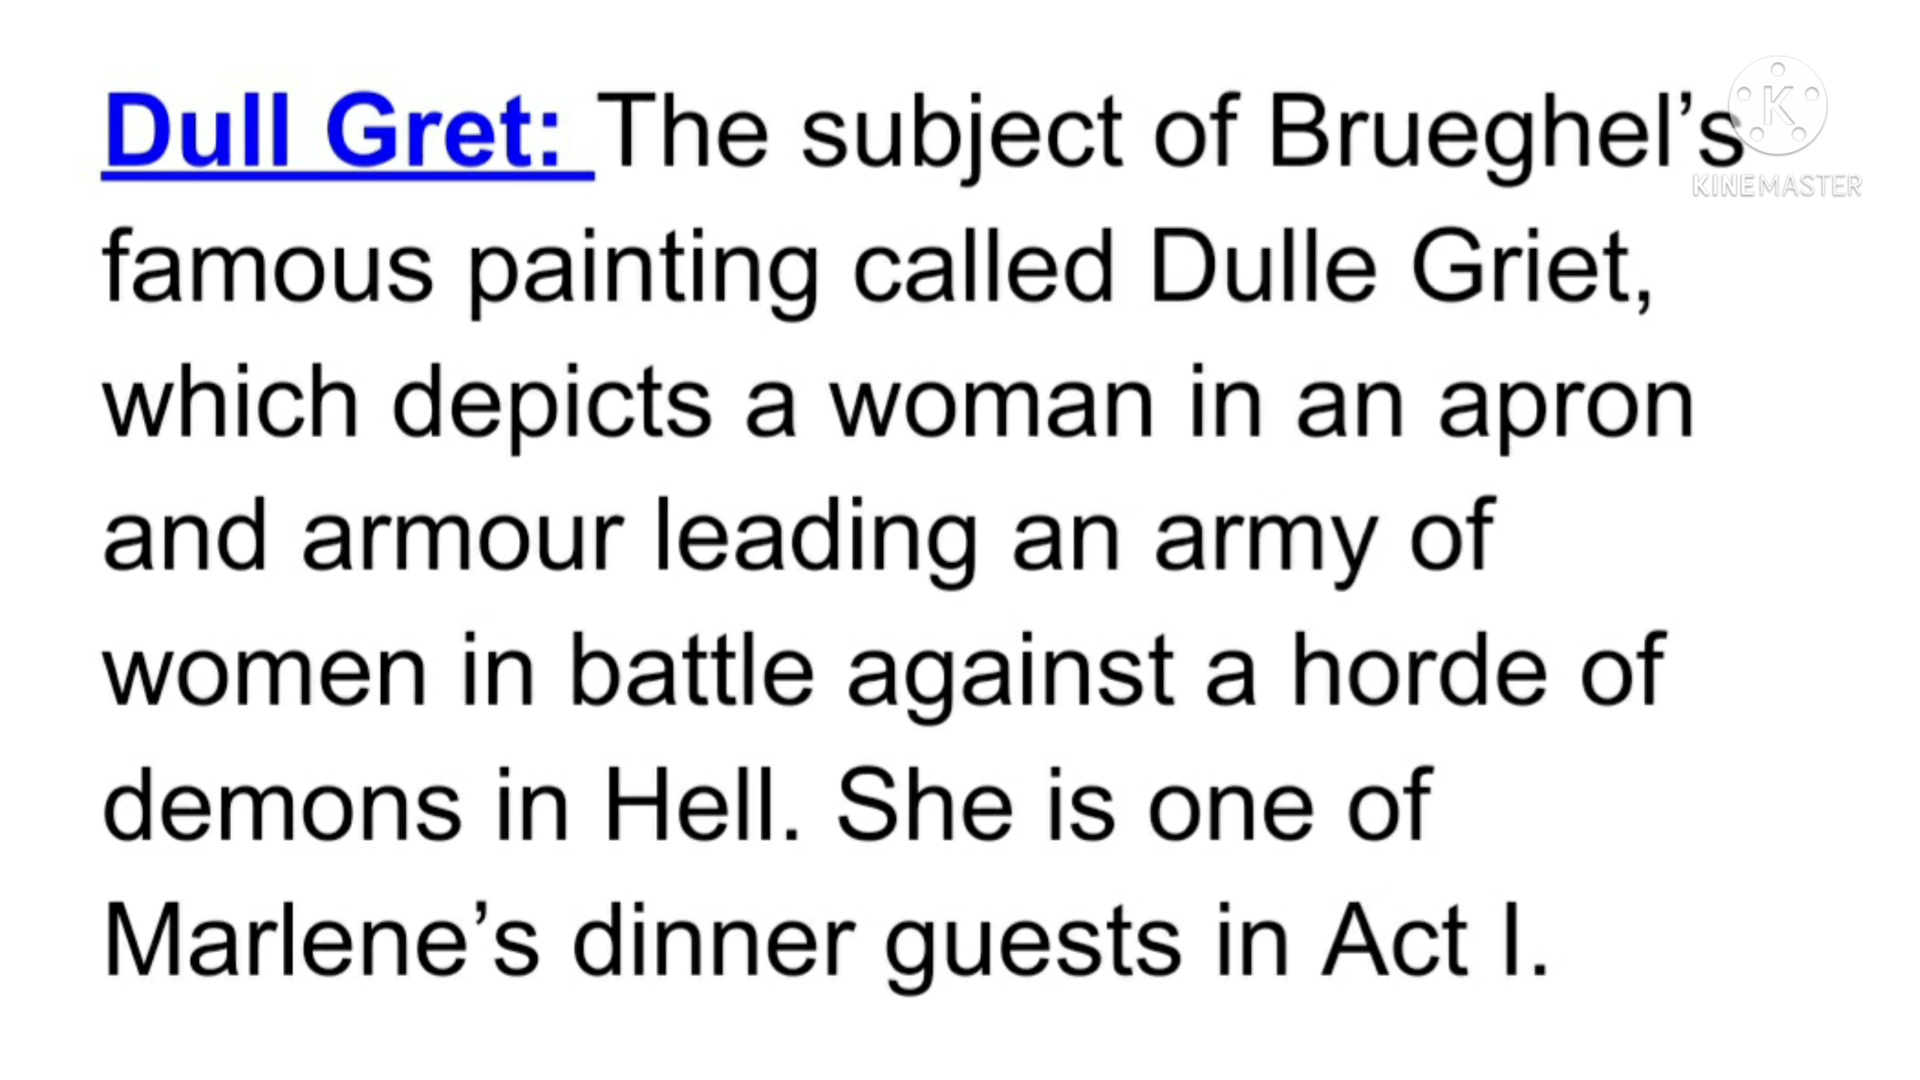 Dull Gret: The subject of Brueghel’s
famous painting called Dulle Griet,
which depicts a woman in an apron
and armour leading an army of
women in battle against a horde of
demons in Hell. She is one of
Marlene’s dinner guests in Act I.
K
KINEMASTER